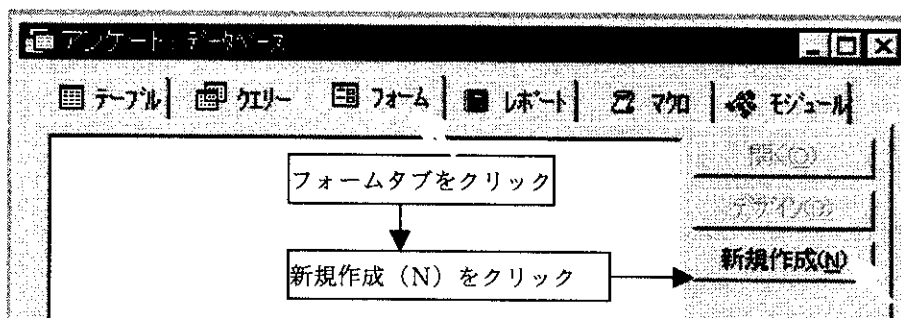 アンケート : データベース
テーブル クエリー フォーム レポート マクロ モジュール
開く(O)
フォームタブをクリック
デザイン(D)
新規作成(N)
新規作成（N）をクリック